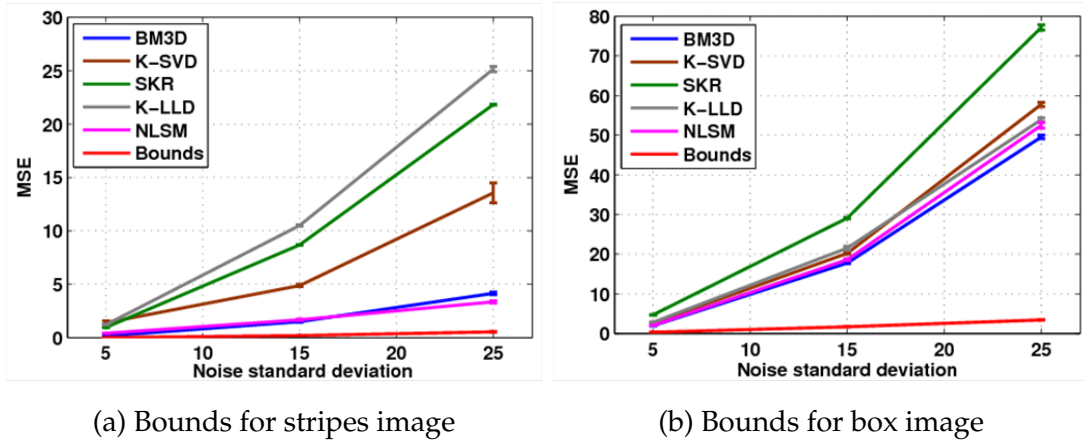 30
25
20
15
10
5
0
MSE
BM3D
K-SVD
SKR
K-LLD
NLSM
Bounds
5 10 15 20 25
Noise standard deviation
(a) Bounds for stripes image
80
70
60
50
40
30
20
10
0
MSE
BM3D
K-SVD
SKR
K-LLD
NLSM
Bounds
5 10 15 20 25
Noise standard deviation
(b) Bounds for box image